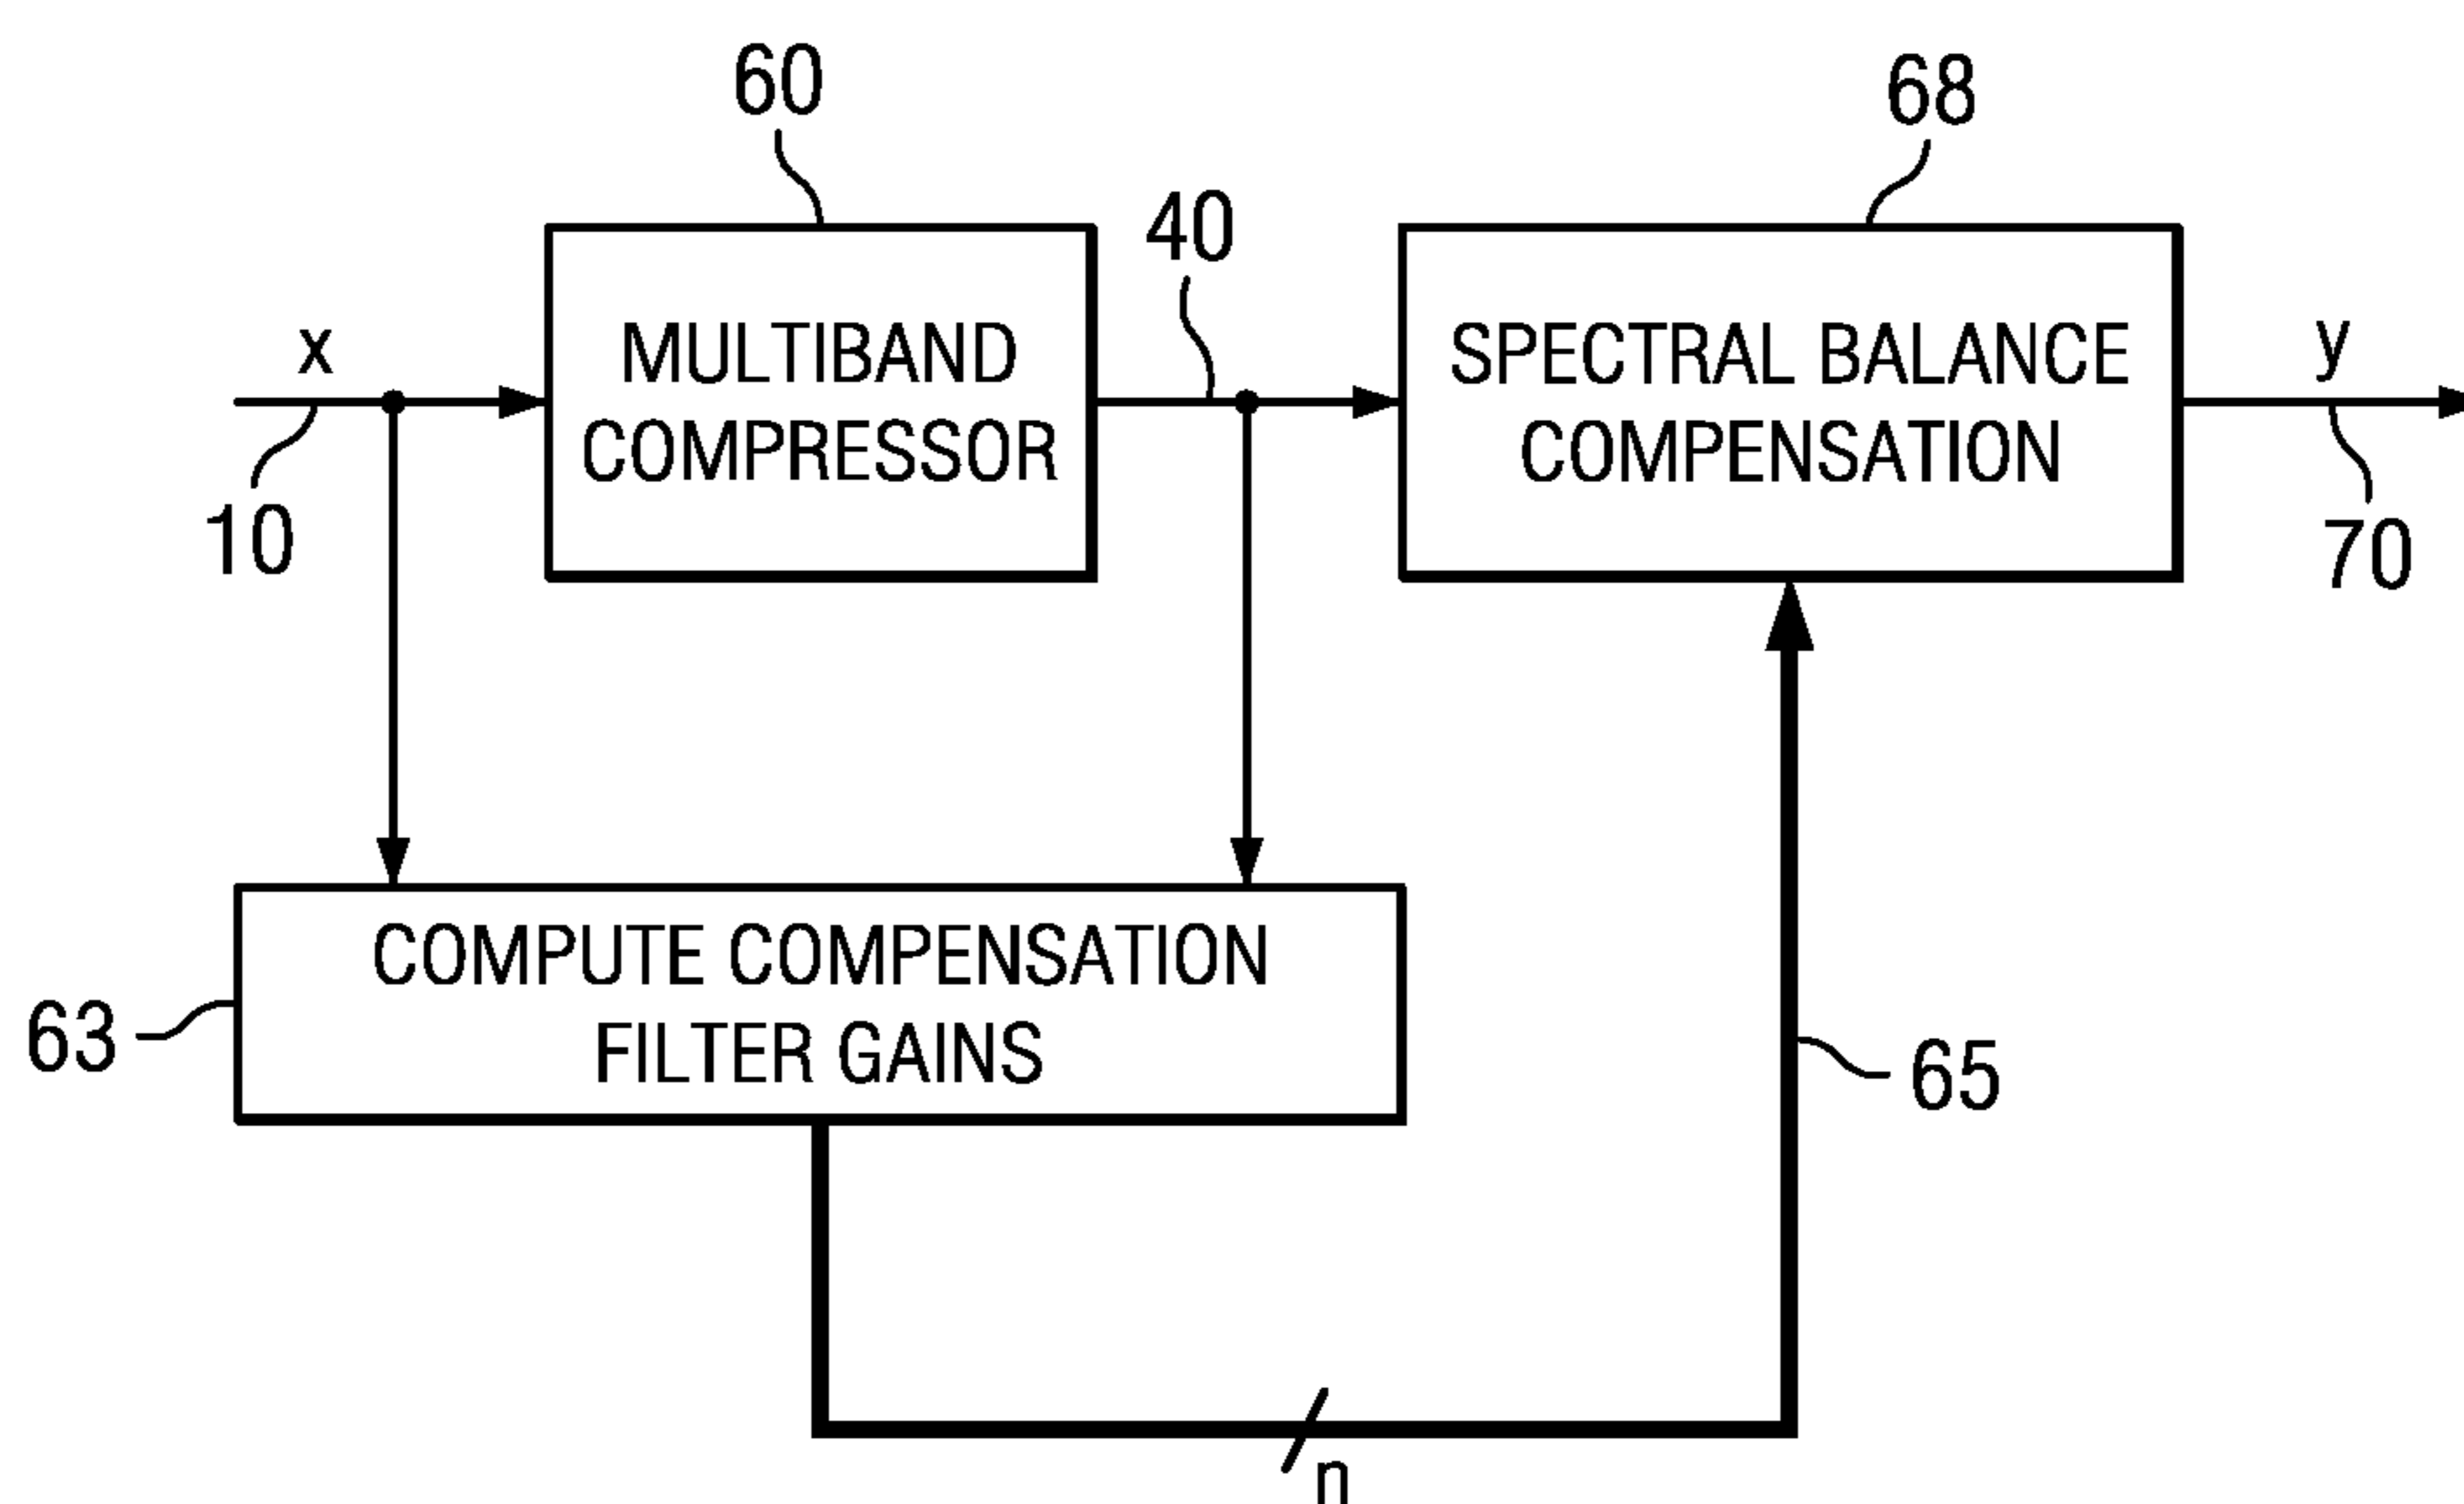 60
68
40
x
MULTIBAND
COMPRESSOR
SPECTRAL BALANCE
COMPENSATION
y
10
70
COMPUTE COMPENSATION
FILTER GAINS
63
65
n